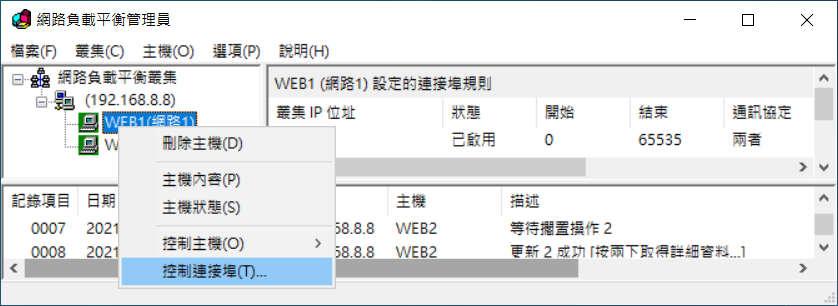 網路負載平衡管理員
檔案(F) 叢集(C) 主機(O) 選項(P) 說明(H)
網路負載平衡叢集
(192.168.8.8)
WEB1(網路1)
W
WEB1 (網路1) 設定的連接埠規則
叢集 IP 位址 狀態 開始 結束 通訊協定
已啟用 0 65535 兩者
刪除主機(D)
主機內容(P)
主機狀態(S)
控制主機(O)
控制連接埠(T)...
記錄項目 日期 主機 描述
0007 2021 8.8.8 WEB2 等待擱置操作 2
0008 2021 8.8.8 WEB2 更新 2 成功 [按兩下取得詳細資料...]